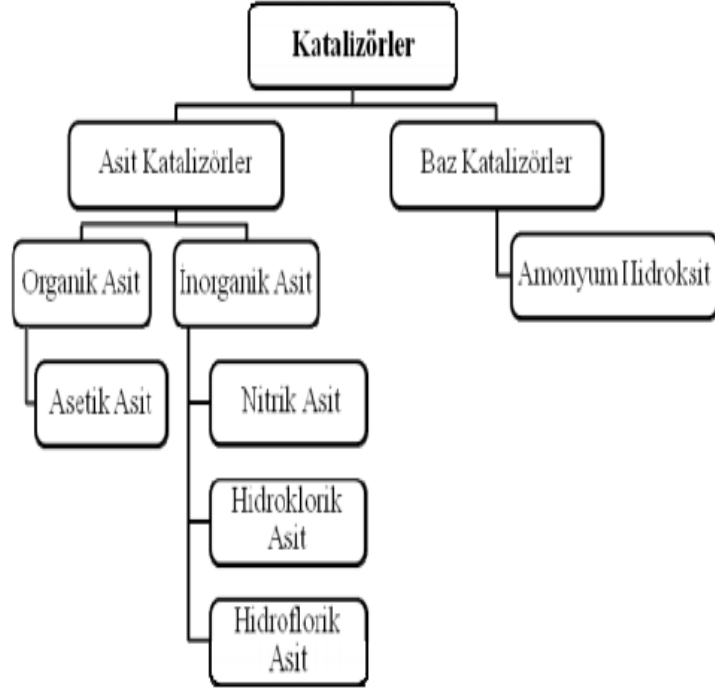 Katalizörler
Asit Katalizörler
Baz Katalizörler
Organik Asit
İnorganik Asit
Amonyum Hidroksit
Asetik Asit
Nitrik Asit
Hidroklorik
Asit
Hidroflorik
Asit